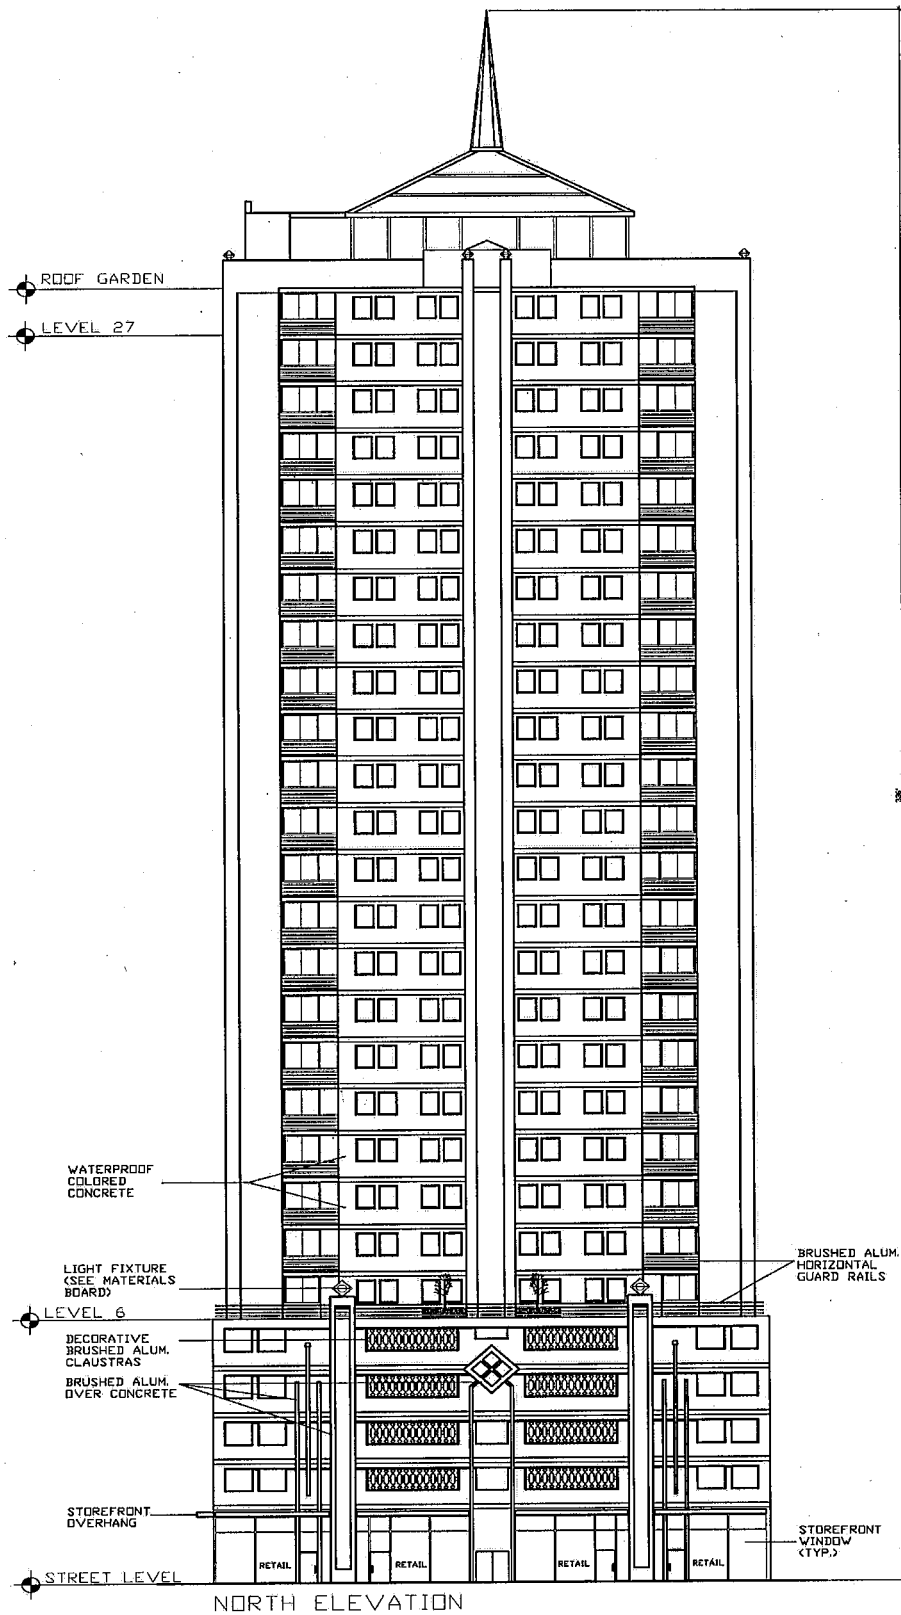 ROOF GARDEN
LEVEL 27
WATERPROOF
COLORED
CONCRETE
LIGHT FIXTURE
(SEE MATERIALS
BOARD)
BRUSHED ALUM.
HORIZONTAL
GUARD RAILS
LEVEL 6
DECORATIVE
BRUSHED ALUM.
CLAUSTRAS
BRUSHED ALUM.
OVER CONCRETE
STOREFRONT
OVERHANG
STOREFRONT
WINDOW
(TYP.)
RETAIL
RETAIL
RETAIL
RETAIL
STREET LEVEL
NORTH ELEVATION